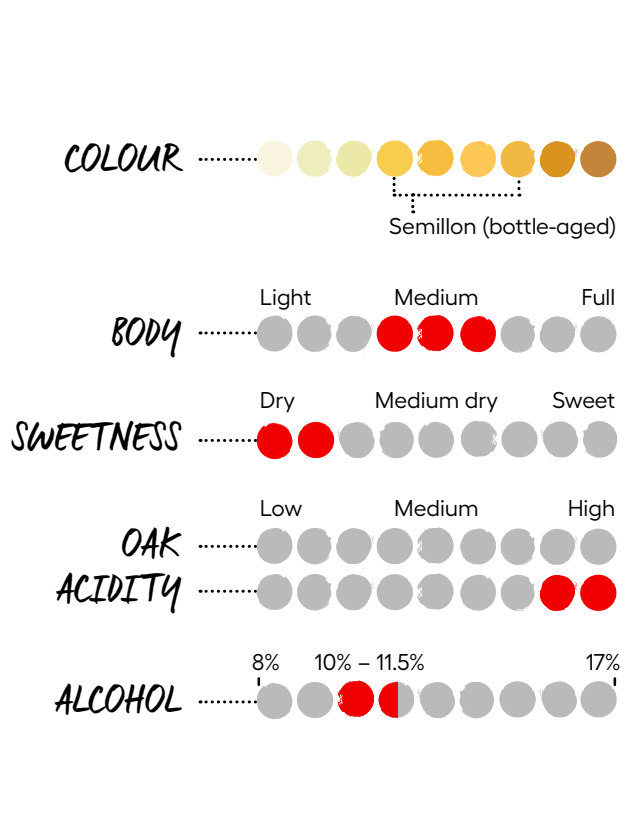 COLOUR
Semillon (bottle-aged)
Light Medium Full
BODY
Dry Medium dry Sweet
SWEETNESS
Low Medium High
OAK
ACIDITY
8% 10% – 11.5% 17%
ALCOHOL